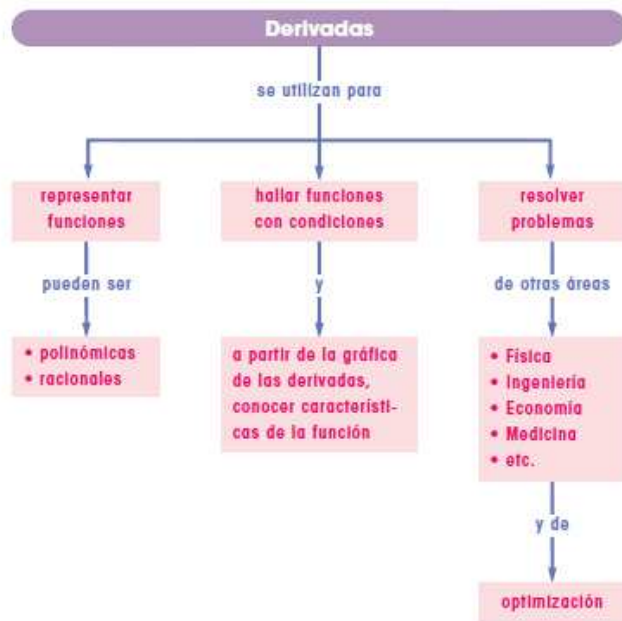 Derivadas
se utilizan para
representar
funciones
hallar funciones
con condiciones
resolver
problemas
pueden ser
y
de otras áreas
• polinómicas
• racionales
a partir de la gráfica
de las derivadas,
conocer característi-
cas de la función
• Física
• Ingeniería
• Economía
• Medicina
• etc.
y de
optimización